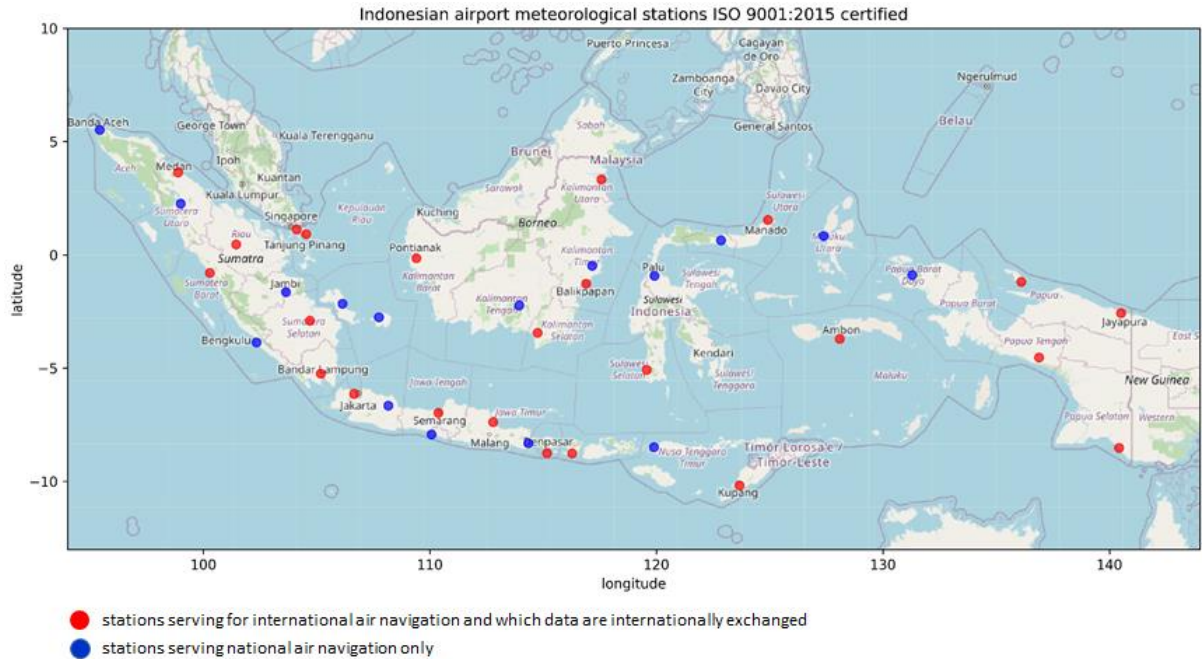 Indonesian airport meteorological stations ISO 9001:2015 certified
10
5
0
−5
−10
latitude
Puerto Princesa
Cagayan
de Oro
Zamboanga
City
Davao City
General Santos
Ngerulmud
Belau
Banda Aceh
George Town
Kuala Terengganu
Ipoh
Kuantan
Kuala Lumpur
Aceh
Medan
Sumatera
Utara
Singapore
Tanjung Pinang
Kepulauan
Riau
Riau
Sumatra
Sumatera
Barat
Jambi
Sumatera
Selatan
Bengkulu
Bandar Lampung
Sabah
Brunei
Malaysia
Sarawak
Kalimantan
Utara
Kuching
Borneo
Pontianak
Kalimantan
Barat
Kalimantan
Timur
Balikpapan
Kalimantan
Tengah
Kalimantan
Selatan
Sulawesi
Utara
Manado
Maluku
Utara
Palu
Sulawesi
Tengah
Sulawesi
Indonesia
Kendari
Sulawesi
Selatan
Sulawesi
Tenggara
Papua Barat
Daya
Papua Barat
Papua
Jayapura
Papua Tengah
Ambon
Maluku
New Guinea
Papua Selatan
Western
East S
Jakarta
Jawa Tengah
Semarang
Jawa Timur
Malang
enpasar
Nusa Tenggara
Timur
Timor Lorosa'e /
Timor-Leste
Kupang
100
110
120
130
140
longitude
stations serving for international air navigation and which data are internationally exchanged
stations serving national air navigation only